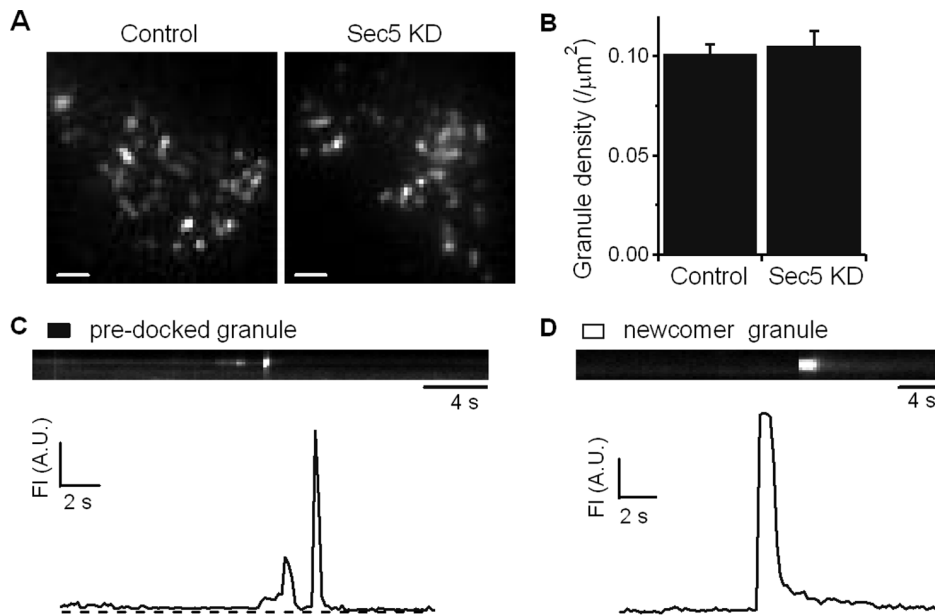 A
Control
Sec5 KD
B
Granule density (/μm²)
0.10
0.05
0.00
Control
Sec5 KD
C
pre-docked granule
4 s
FI (A.U.)
2 s
D
newcomer granule
4 s
FI (A.U.)
2 s